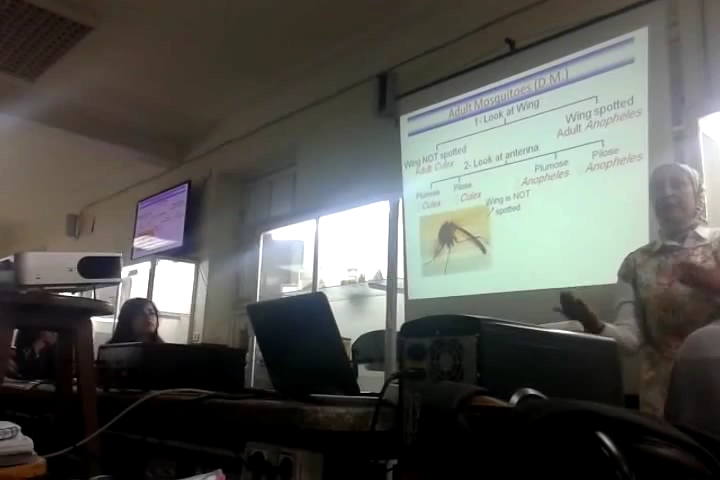 Adult Mosquitoes (D.M.)
1- Look at Wing
Wing NOT spotted
Adult Culex
Wing spotted
Adult Anopheles
2- Look at antenna
Plumose
Culex
Pilose
Culex
Plumose
Anopheles
Pilose
Anopheles
Wing is NOT
spotted